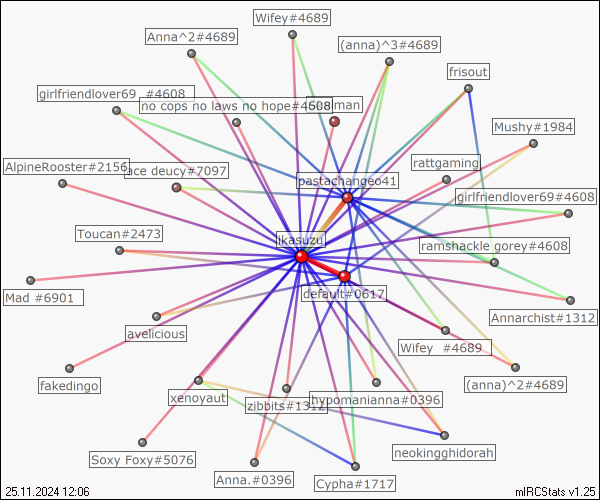 Wifey#4689
Anna^2#4689
(anna)^3#4689
frisout
girlfriendlover69_#4608
no cops no laws no hope#4608
Mushy#1984
AlpineRooster#2156
ace deucy#7097
rattgaming
pastachangeo41
girlfriendlover69#4608
Toucan#2473
ikasuzu
ramshackle gorey#4608
Mad #6901
default#0617
Annarchist#1312
avelicious
Wifey #4689
fakedingo
(anna)^2#4689
xenoyaut
zibbits#1312
hypomanianna#0396
neokingghidorah
Soxy Foxy#5076
Anna.#0396
Cypha#1717
25.11.2024 12:06
mIRCStats v1.25